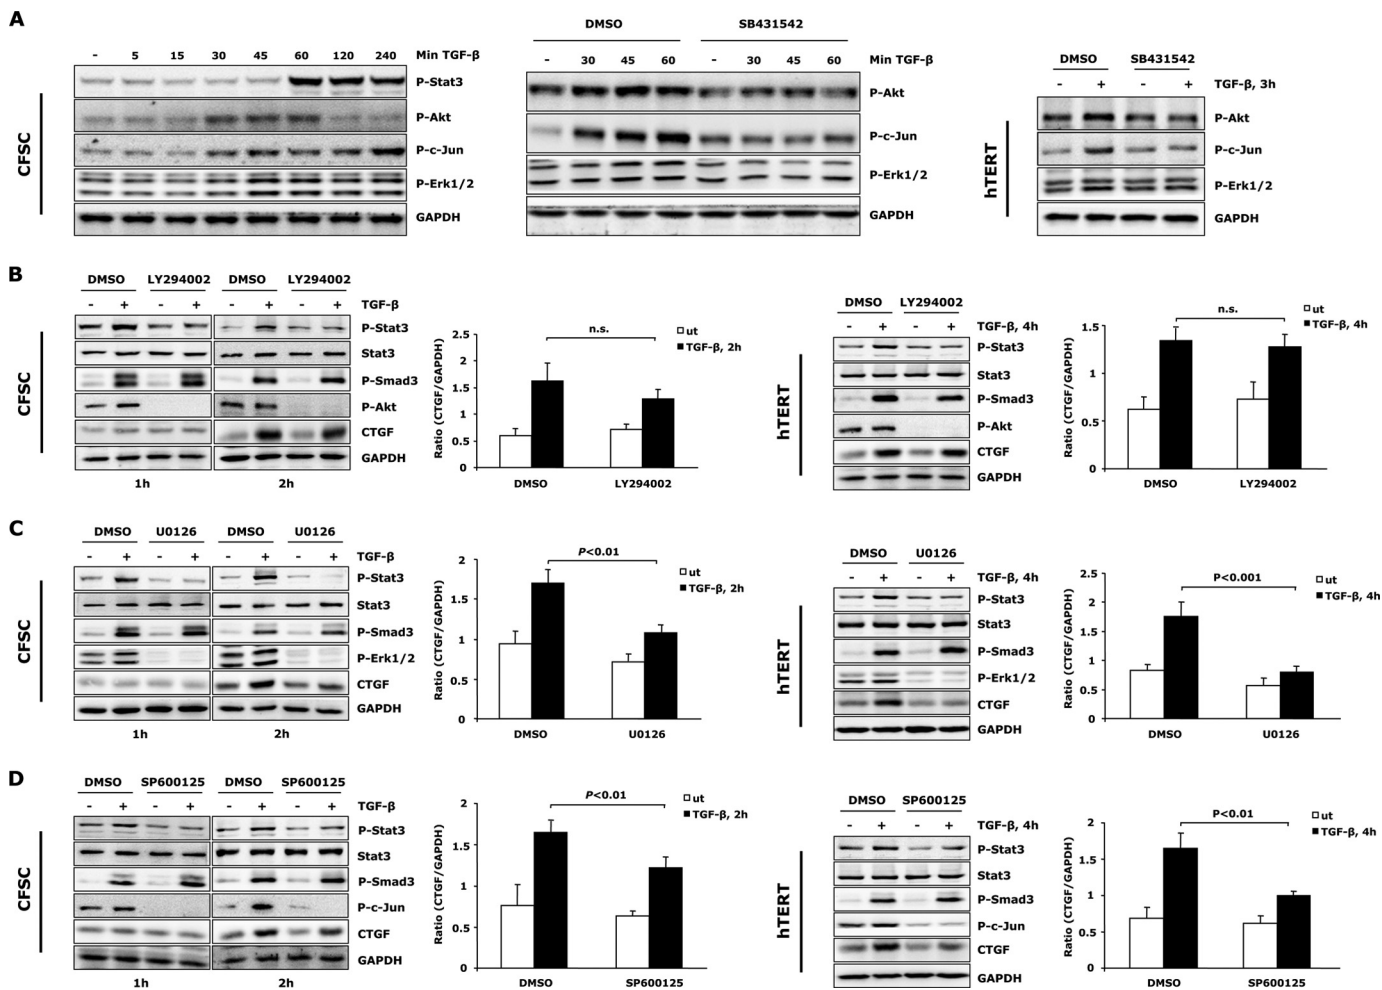 A
DMSO SB431542
- 5 15 30 45 60 120 240 Min TGF-β
- 30 45 60 - 30 45 60 Min TGF-β
DMSO SB431542
- + - + TGF-β, 3h
CFSC
P-Stat3
P-Akt
P-c-Jun
P-Erk1/2
GAPDH
P-Akt
P-c-Jun
P-Erk1/2
GAPDH
hTERT
P-Akt
P-c-Jun
P-Erk1/2
GAPDH
B
DMSO LY294002 DMSO LY294002
- + - + - + - + TGF-β
CFSC
P-Stat3
Stat3
P-Smad3
P-Akt
CTGF
GAPDH
1h 2h
Ratio (CTGF/GAPDH)
2.5
2
1.5
1
0.5
0
n.s.
ut
TGF-β, 2h
DMSO LY294002
DMSO LY294002
- + - + TGF-β, 4h
hTERT
P-Stat3
Stat3
P-Smad3
P-Akt
CTGF
GAPDH
Ratio (CTGF/GAPDH)
1.5
1.0
0.5
0
n.s.
ut
TGF-β, 4h
DMSO LY294002
C
DMSO U0126 DMSO U0126
- + - + - + - + TGF-β
CFSC
P-Stat3
Stat3
P-Smad3
P-Erk1/2
CTGF
GAPDH
1h 2h
Ratio (CTGF/GAPDH)
2
1.5
1
0.5
0
P<0.01
ut
TGF-β, 2h
DMSO U0126
DMSO U0126
- + - + TGF-β, 4h
hTERT
P-Stat3
Stat3
P-Smad3
P-Erk1/2
CTGF
GAPDH
Ratio (CTGF/GAPDH)
2
1.5
1
0.5
0
P<0.001
ut
TGF-β, 4h
DMSO U0126
D
DMSO SP600125 DMSO SP600125
- + - + - + - + TGF-β
CFSC
P-Stat3
Stat3
P-Smad3
P-c-Jun
CTGF
GAPDH
1h 2h
Ratio (CTGF/GAPDH)
2
1.5
1
0.5
0
P<0.01
ut
TGF-β, 2h
DMSO SP600125
DMSO SP600125
- + - + TGF-β, 4h
hTERT
P-Stat3
Stat3
P-Smad3
P-c-Jun
CTGF
GAPDH
Ratio (CTGF/GAPDH)
2
1.5
1
0.5
0
P<0.01
ut
TGF-β, 4h
DMSO SP600125